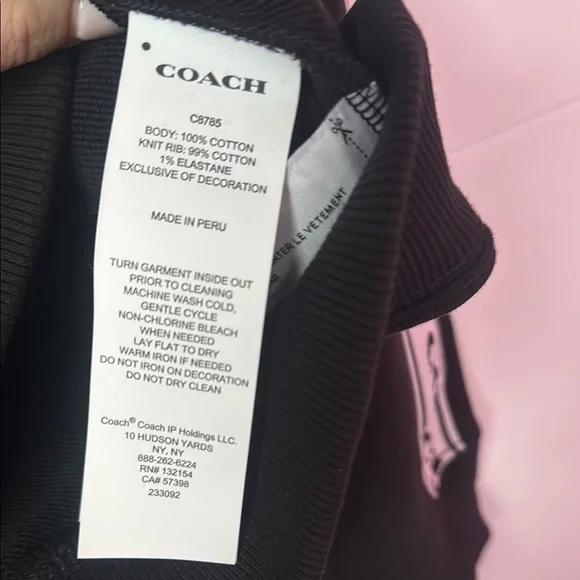 COACH
C8785
BODY: 100% COTTON
KNIT RIB: 99% COTTON
1% ELASTANE
EXCLUSIVE OF DECORATION
MADE IN PERU
TURN GARMENT INSIDE OUT
PRIOR TO CLEANING
MACHINE WASH COLD,
GENTLE CYCLE
NON-CHLORINE BLEACH
WHEN NEEDED
LAY FLAT TO DRY
WARM IRON IF NEEDED
DO NOT IRON ON DECORATION
DO NOT DRY CLEAN
Coach® Coach IP Holdings LLC.
10 HUDSON YARDS
NY, NY
888-262-6224
RN# 132154
CA# 57398
233092
LE VETEMENT